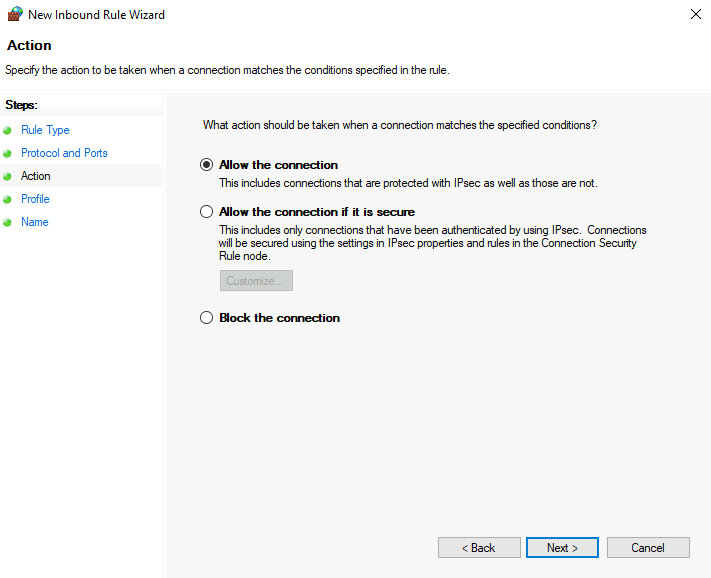 New Inbound Rule Wizard
Action
Specify the action to be taken when a connection matches the conditions specified in the rule.
Steps:
Rule Type
Protocol and Ports
Action
Profile
Name
What action should be taken when a connection matches the specified conditions?
Allow the connection
This includes connections that are protected with IPsec as well as those are not.
Allow the connection if it is secure
This includes only connections that have been authenticated by using IPsec.  Connections
will be secured using the settings in IPsec properties and rules in the Connection Security
Rule node.
Customize...
Block the connection
< Back
Next >
Cancel